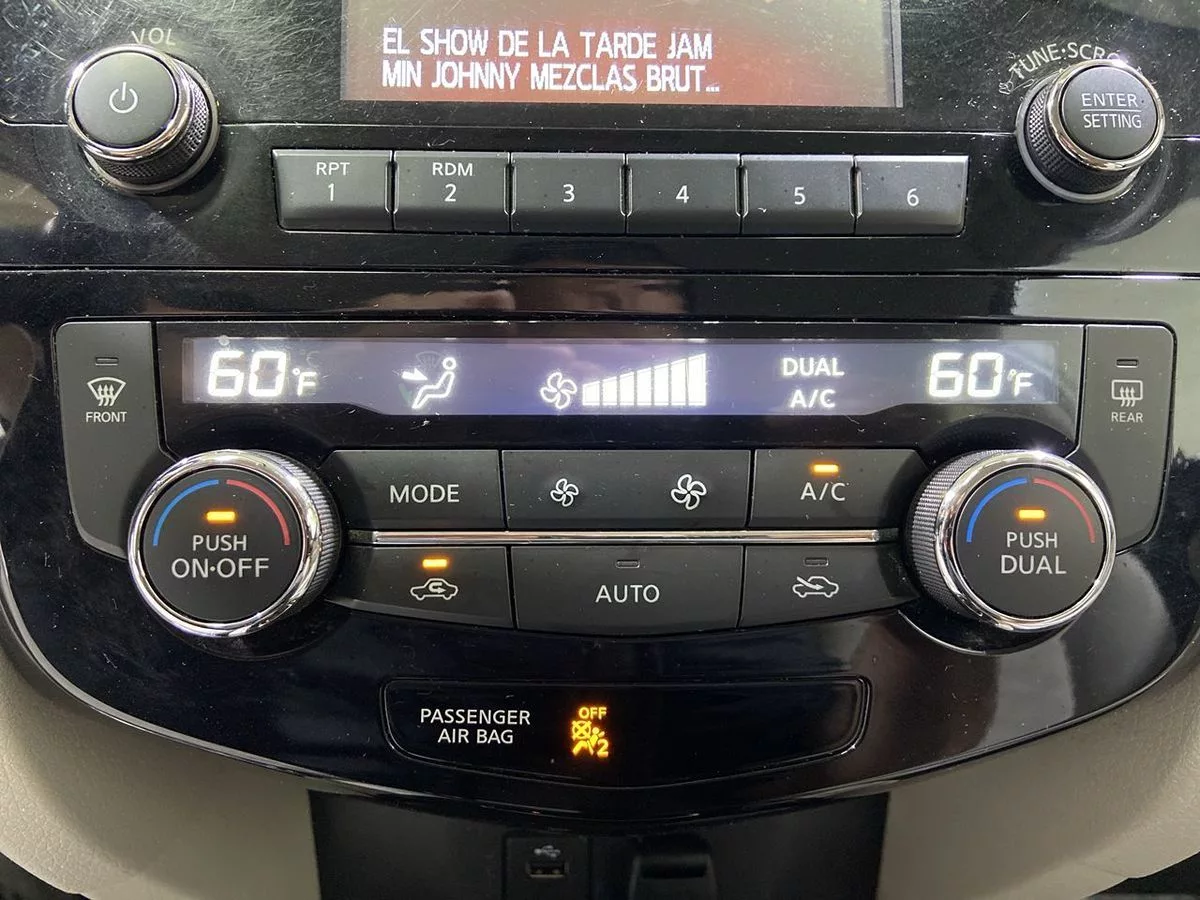 VOL
EL SHOW DE LA TARDE JAM
MIN JOHNNY MEZCLAS BRUT...
ENTER
SETTING
RPT
1
RDM
2
3
4
5
6
FRONT
60°F
DUAL
A/C
60°F
REAR
MODE
A/C
PUSH
ON•OFF
AUTO
PUSH
DUAL
PASSENGER
AIR BAG
OFF
2